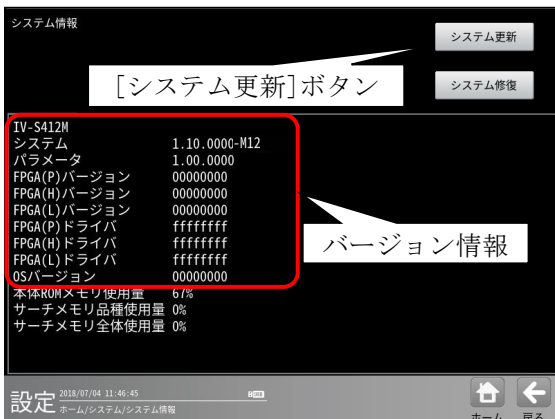 システム情報
システム更新
[システム更新]ボタン
システム修復
IV-S412M
システム 1.10.0000-M12
パラメータ 1.00.0000
FPGA(P)バージョン 00000000
FPGA(H)バージョン 00000000
FPGA(L)バージョン 00000000
FPGA(P)ドライバ ffffffff
FPGA(H)ドライバ ffffffff
FPGA(L)ドライバ ffffffff
OSバージョン 00000000
バージョン情報
本体ROMメモリ使用量 67%
サーチメモリ品種使用量 0%
サーチメモリ全体使用量 0%
設定
2018/07/04 11:46:45
ホーム/システム/システム情報
ホーム
戻る